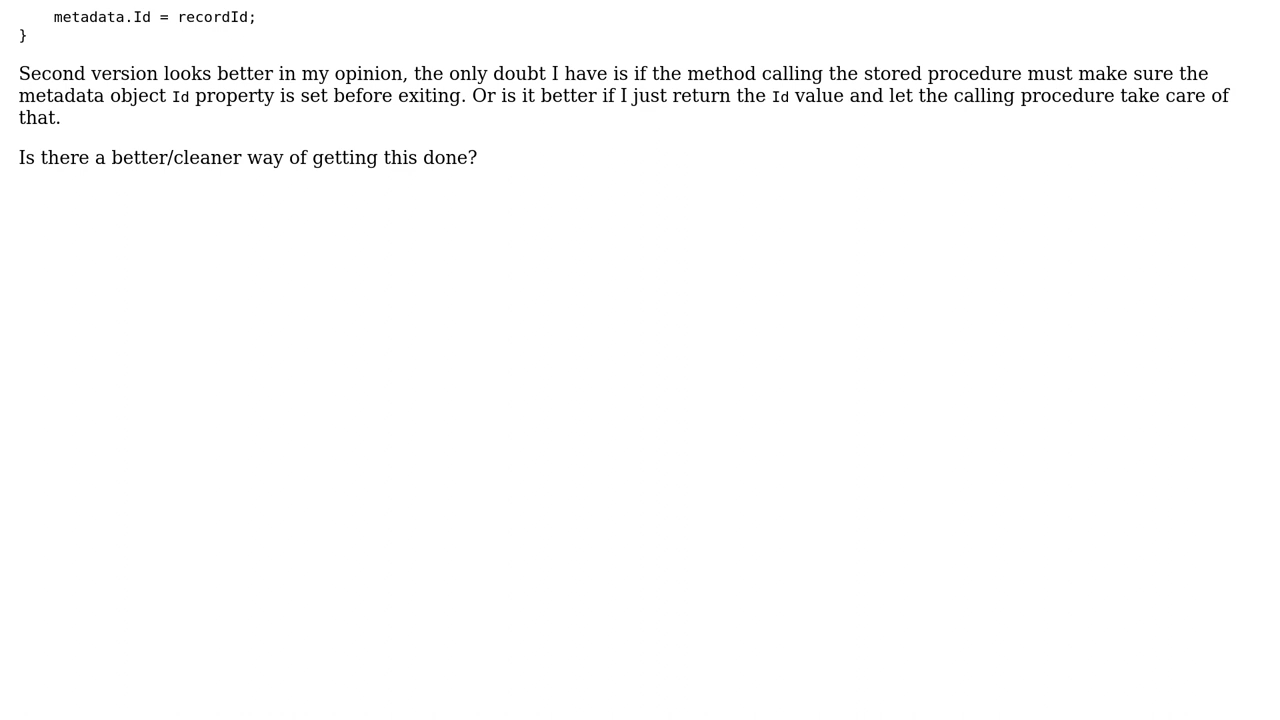 metadata.Id = recordId;
}
Second version looks better in my opinion, the only doubt I have is if the method calling the stored procedure must make sure the
metadata object Id property is set before exiting. Or is it better if I just return the Id value and let the calling procedure take care of
that.
Is there a better/cleaner way of getting this done?